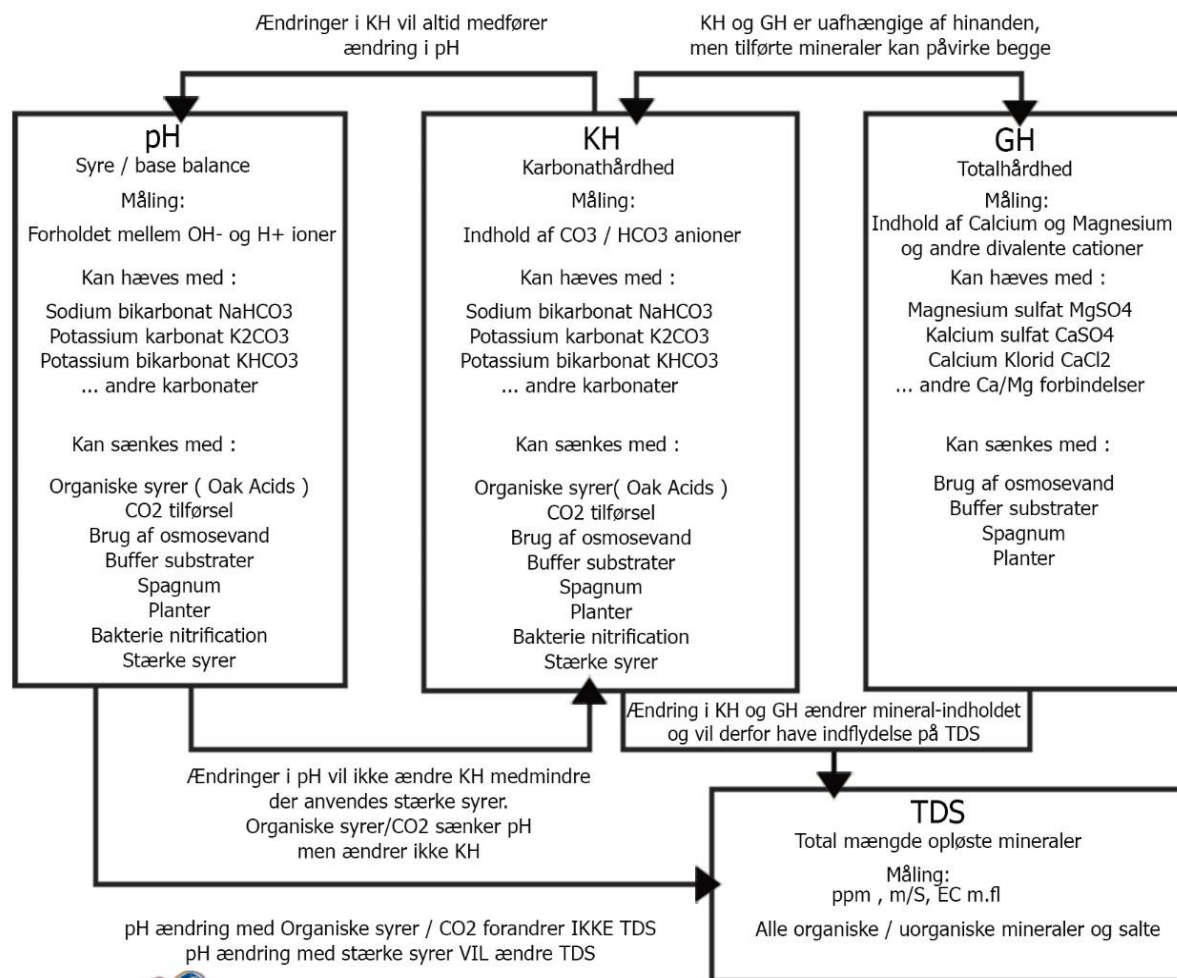 Ændringer i KH vil altid medfører
ændring i pH
KH og GH er uafhængige af hinanden,
men tilførte mineraler kan påvirke begge
pH
Syre / base balance
Måling:
Forholdet mellem OH- og H+ ioner
Kan hæves med :
Sodium bikarbonat NaHCO3
Potassium karbonat K2CO3
Potassium bikarbonat KHCO3
... andre karbonater
Kan sænkes med :
Organiske syrer ( Oak Acids )
CO2 tilførsel
Brug af osmosevand
Buffer substrater
Spagnum
Planter
Bakterie nitrification
Stærke syrer
KH
Karbonathårdhed
Måling:
Indhold af CO3 / HCO3 anioner
Kan hæves med :
Sodium bikarbonat NaHCO3
Potassium karbonat K2CO3
Potassium bikarbonat KHCO3
... andre karbonater
Kan sænkes med :
Organiske syrer( Oak Acids )
CO2 tilførsel
Brug af osmosevand
Buffer substrater
Spagnum
Planter
Bakterie nitrification
Stærke syrer
GH
Totalhårdhed
Måling:
Indhold af Calcium og Magnesium
og andre divalente cationer
Kan hæves med :
Magnesium sulfat MgSO4
Kalcium sulfat CaSO4
Calcium Klorid CaCl2
... andre Ca/Mg forbindelser
Kan sænkes med :
Brug af osmosevand
Buffer substrater
Spagnum
Planter
Ændring i KH og GH ændrer mineral-indholdet
og vil derfor have indflydelse på TDS
Ændringer i pH vil ikke ændre KH medmindre
der anvendes stærke syrer.
Organiske syrer/CO2 sænker pH
men ændrer ikke KH
TDS
Total mængde opløste mineraler
Måling:
ppm , m/S, EC m.fl
Alle organiske / uorganiske mineraler og salte
pH ændring med Organiske syrer / CO2 forandrer IKKE TDS
pH ændring med stærke syrer VIL ændre TDS